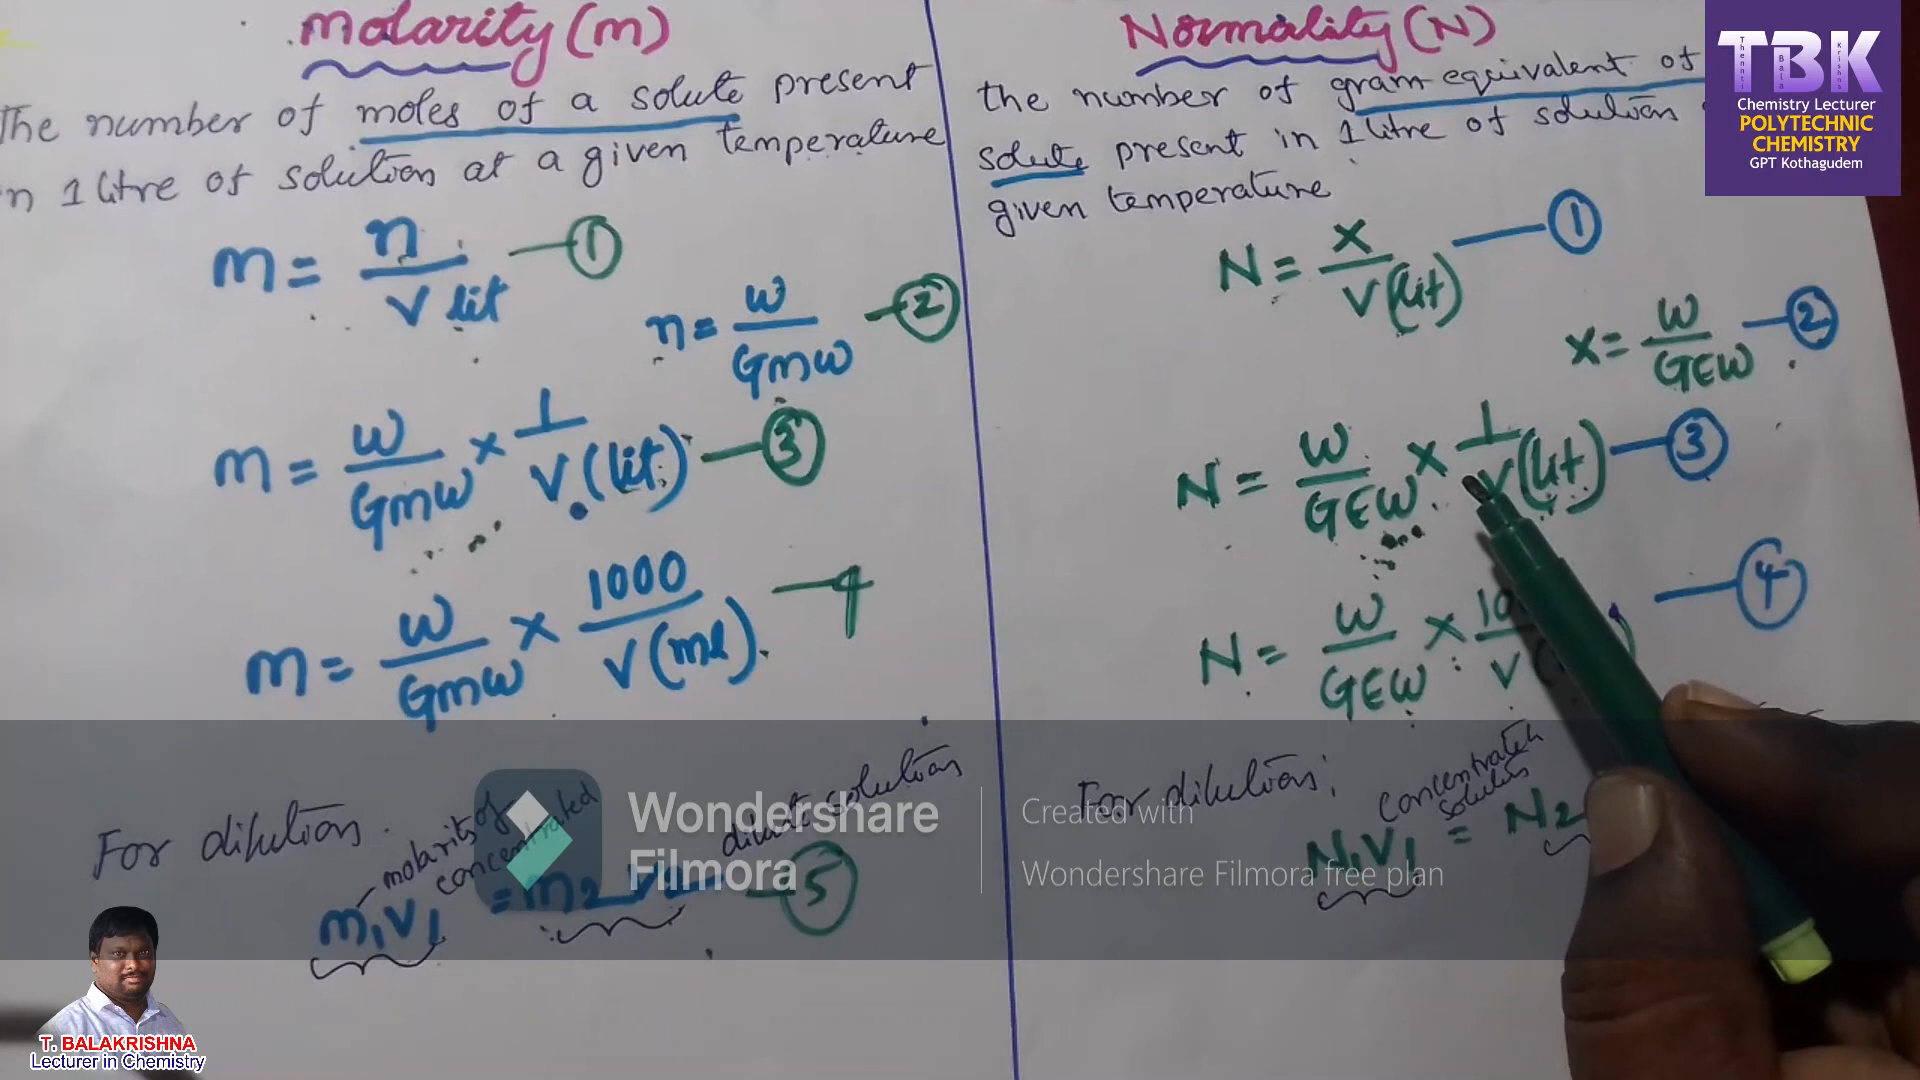 Molarity (m)
The number of moles of a solute present
in 1 litre of solution at a given temperature
m = n / V lit — 1
n = w / Gmw — 2
m = w / Gmw × 1 / V (lit) — 3
m = w / Gmw × 1000 / V (ml) — 4
For dilution
molarity of concentrated
dilute solution
m₁V₁ = m₂V₂ — 5
Normality (N)
the number of gram equivalent of
solute present in 1 litre of solution
given temperature
N = x / V (lit) — 1
x = w / GEW — 2
N = w / GEW × 1 / V (lit) — 3
N = w / GEW × 10 / V — 4
For dilution:
concentrated
solution
N₁V₁ = N₂
TBK
Thenneti
Bala
Krishna
Chemistry Lecturer
POLYTECHNIC
CHEMISTRY
GPT Kothagudem
Wondershare
Filmora
Created with
Wondershare Filmora free plan
T. BALAKRISHNA
Lecturer in Chemistry